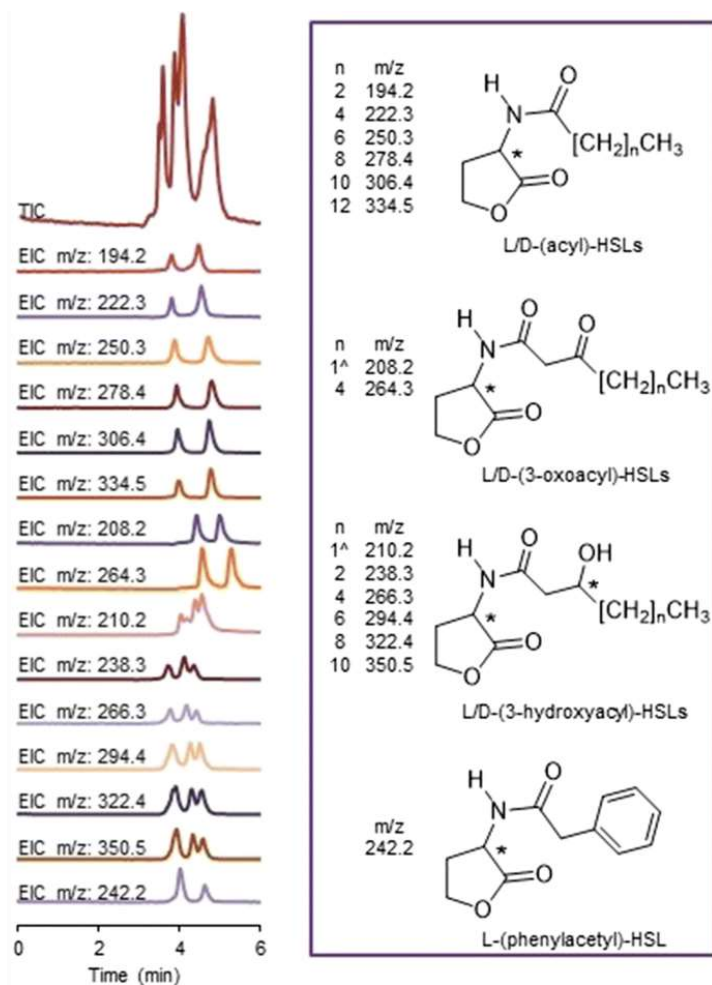 TIC
EIC m/z: 194.2
EIC m/z: 222.3
EIC m/z: 250.3
EIC m/z: 278.4
EIC m/z: 306.4
EIC m/z: 334.5
EIC m/z: 208.2
EIC m/z: 264.3
EIC m/z: 210.2
EIC m/z: 238.3
EIC m/z: 266.3
EIC m/z: 294.4
EIC m/z: 322.4
EIC m/z: 350.5
EIC m/z: 242.2
0 2 4 6
Time (min)
n m/z
2 194.2
4 222.3
6 250.3
8 278.4
10 306.4
12 334.5
H
N
O
[CH2]nCH3
*
O
O
L/D-(acyl)-HSLs
n m/z
1^ 208.2
4 264.3
H
N
O
O
[CH2]nCH3
*
O
O
L/D-(3-oxoacyl)-HSLs
n m/z
1^ 210.2
2 238.3
4 266.3
6 294.4
8 322.4
10 350.5
H
N
O
OH
*
[CH2]nCH3
*
O
O
L/D-(3-hydroxyacyl)-HSLs
m/z
242.2
H
N
O
*
O
O
L-(phenylacetyl)-HSL